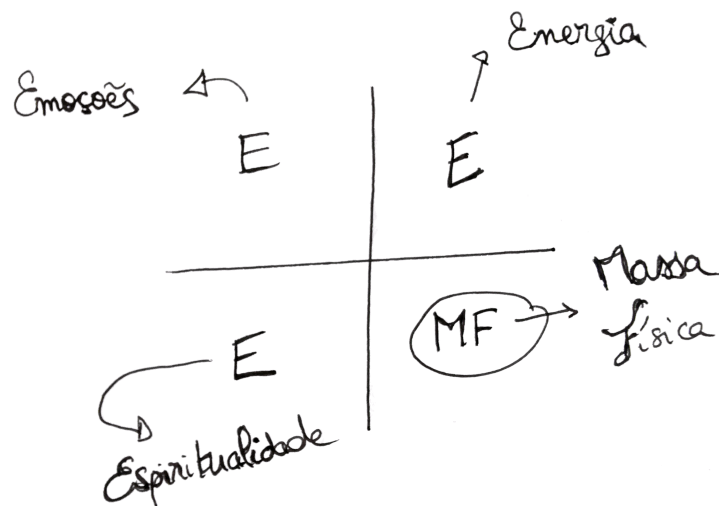 Energia
Emoções
E
E
Massa
Física
MF
E
Espiritualidade